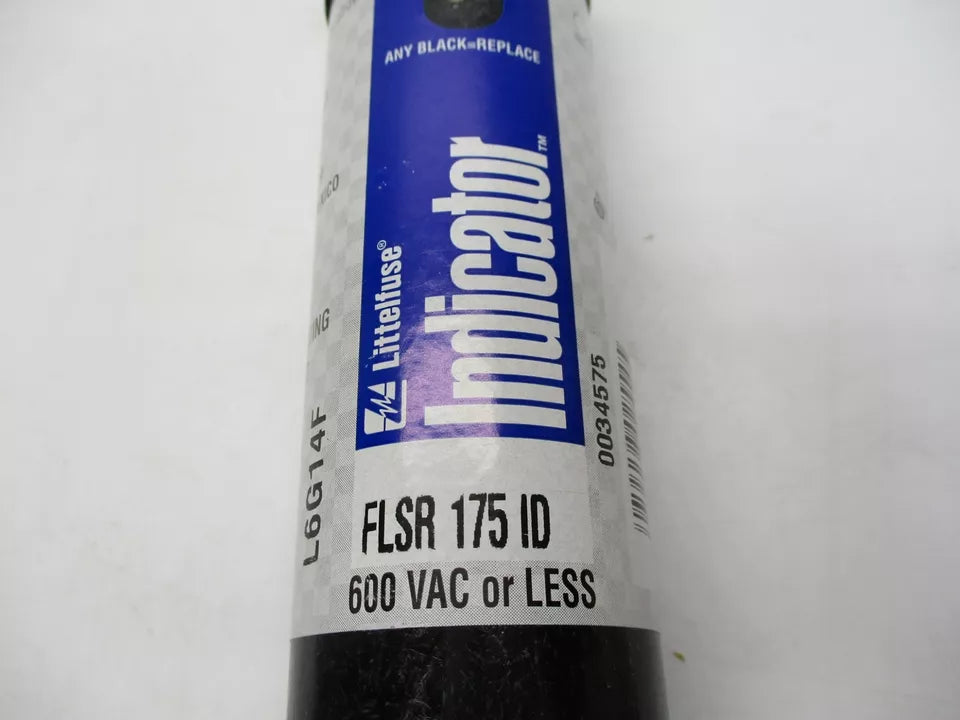 ANY BLACK=REPLACE
Indicator™
Littelfuse®
L6G14F
0034575
FLSR 175 ID
600 VAC or LESS